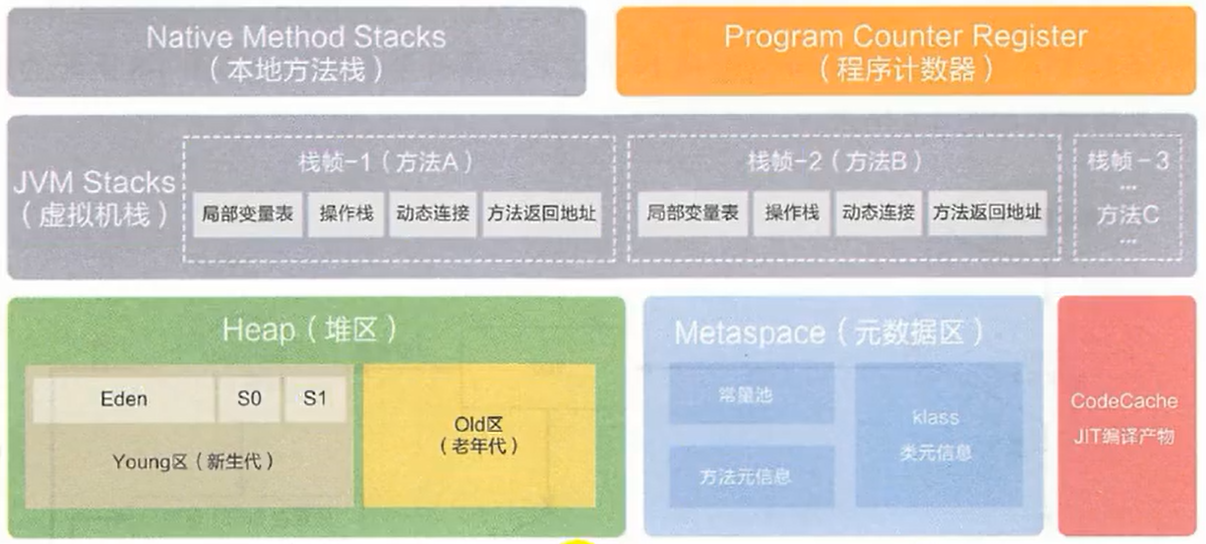 Native Method Stacks
（本地方法栈）
Program Counter Register
（程序计数器）
JVM Stacks
（虚拟机栈）
栈帧-1（方法A）
局部变量表
操作栈
动态连接
方法返回地址
栈帧-2（方法B）
局部变量表
操作栈
动态连接
方法返回地址
栈帧-3
...
方法C
...
Heap（堆区）
Eden
S0
S1
Young区（新生代）
Old区
（老年代）
Metaspace（元数据区）
常量池
方法元信息
klass
类元信息
CodeCache
JIT编译产物